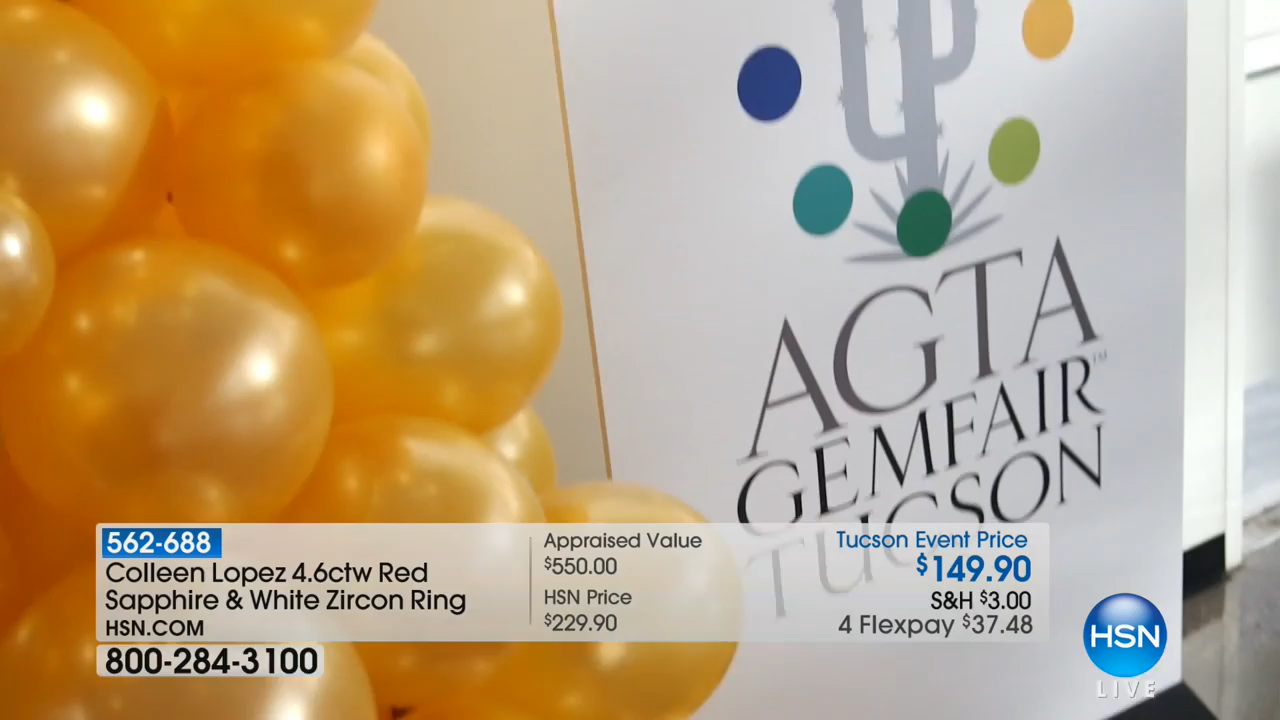 AGTA
GEMFAIR™
TUCSON
562-688
Colleen Lopez 4.6ctw Red
Sapphire & White Zircon Ring
HSN.COM
800-284-3100
Appraised Value
$550.00
HSN Price
$229.90
Tucson Event Price
$149.90
S&H $3.00
4 Flexpay $37.48
HSN
LIVE